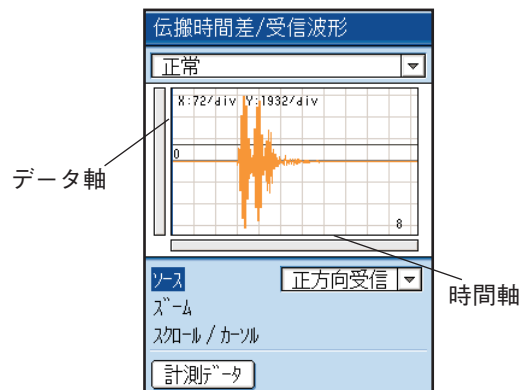 伝搬時間差/受信波形
正常
X:72/div Y:1932/div
0
データ軸
8
ソース
正方向受信
時間軸
ズーム
スクロール / カーソル
計測データ